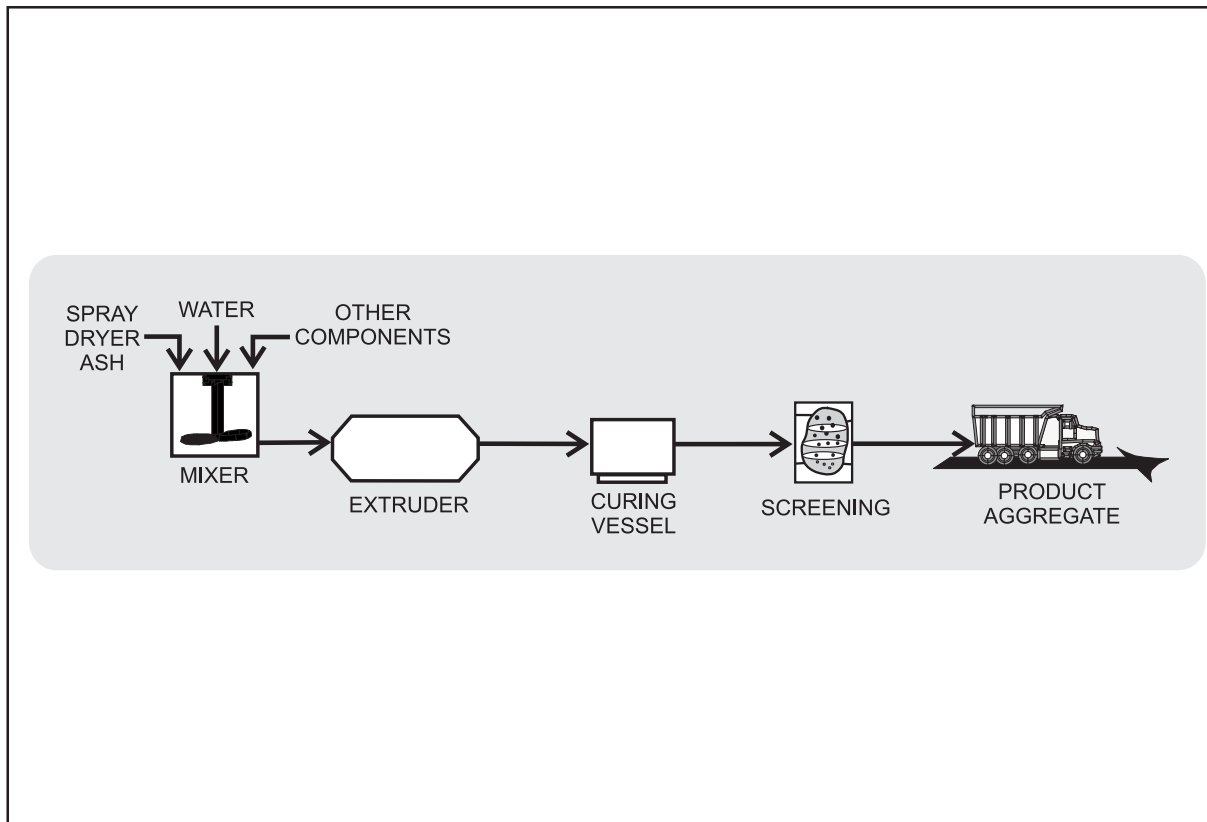 SPRAY
DRYER
ASH
WATER
OTHER
COMPONENTS
MIXER
EXTRUDER
CURING
VESSEL
SCREENING
PRODUCT
AGGREGATE